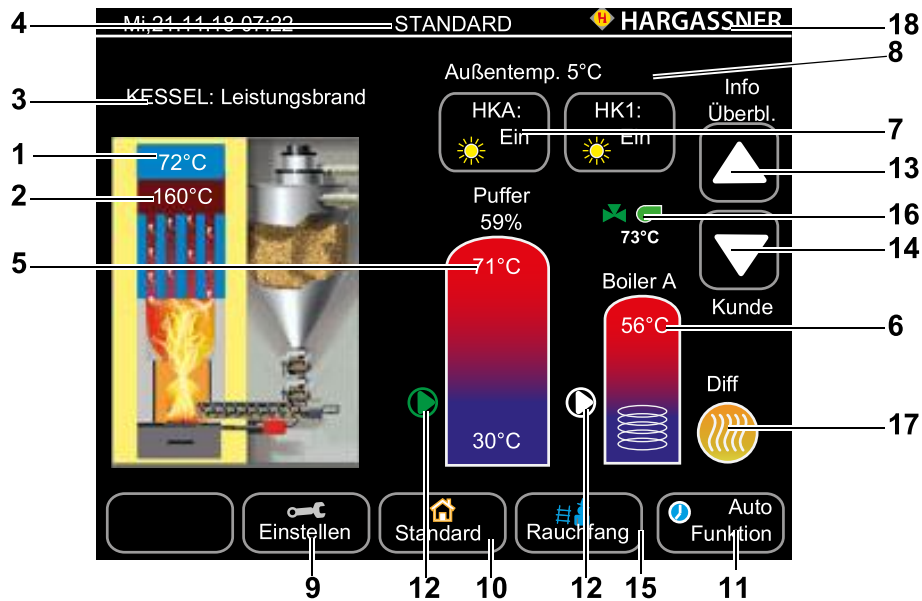 4 Mi,21.11.18 07:22 STANDARD H HARGASSNER 18
8
Außentemp. 5°C
3 KESSEL: Leistungsbrand
Info
Überbl.
HKA:
Ein
HK1:
Ein
7
1 72°C
13
2 160°C
Puffer
59%
16
73°C
14
5 71°C
Boiler A
Kunde
56°C 6
Diff
17
30°C
Einstellen
Standard
Rauchfang
Auto
Funktion
9 12 10 12 15 11